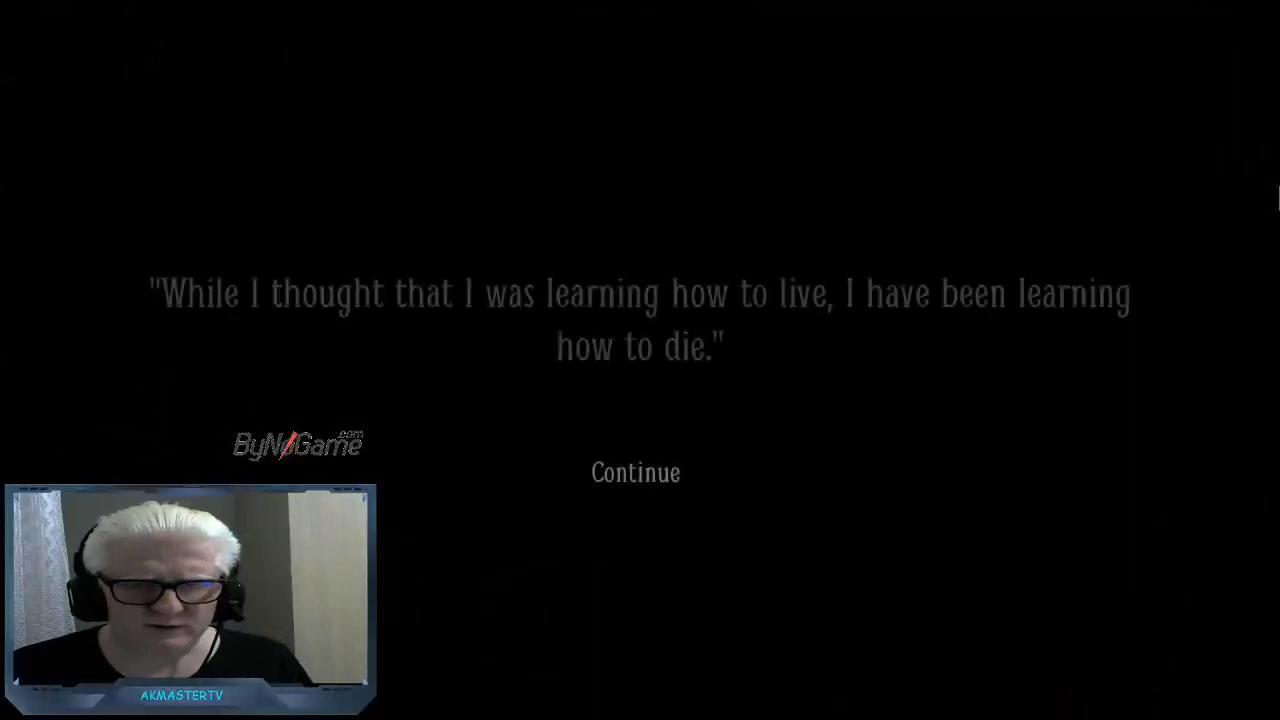 "While I thought that I was learning how to live, I have been learning
how to die."
ByNoGame.com
Continue
AKMASTERTV